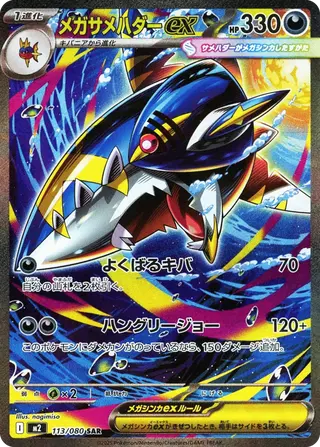 1進化
メガサメハダーex
HP330
キバニアから進化
サメハダーがメガシンカしたすがた
よくばるキバ 70
自分の山札を2枚引く。
ハングリージョー 120+
このポケモンにダメカンがのっているなら、150ダメージ追加。
×2
メガシンカexルール
メガシンカexがきぜつしたとき、相手はサイドを3枚とる。
Illus. nagimiso
I M2 113/080 SAR